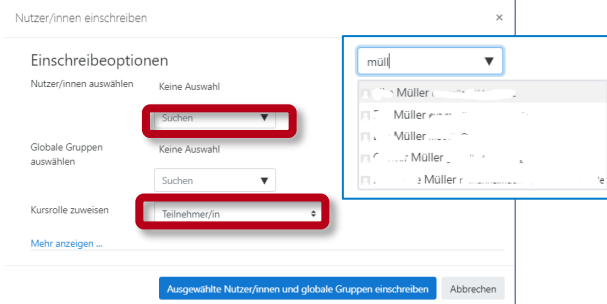 Nutzer/innen einschreiben ×
Einschreibeoptionen
Nutzer/innen auswählen Keine Auswahl
Suchen ▼
Globale Gruppen
auswählen
Keine Auswahl
Suchen ▼
Kursrolle zuweisen Teilnehmer/in
Mehr anzeigen ...
Ausgewählte Nutzer/innen und globale Gruppen einschreiben Abbrechen
müll ▼
Müller
Müller
Müller
Müller
Müller